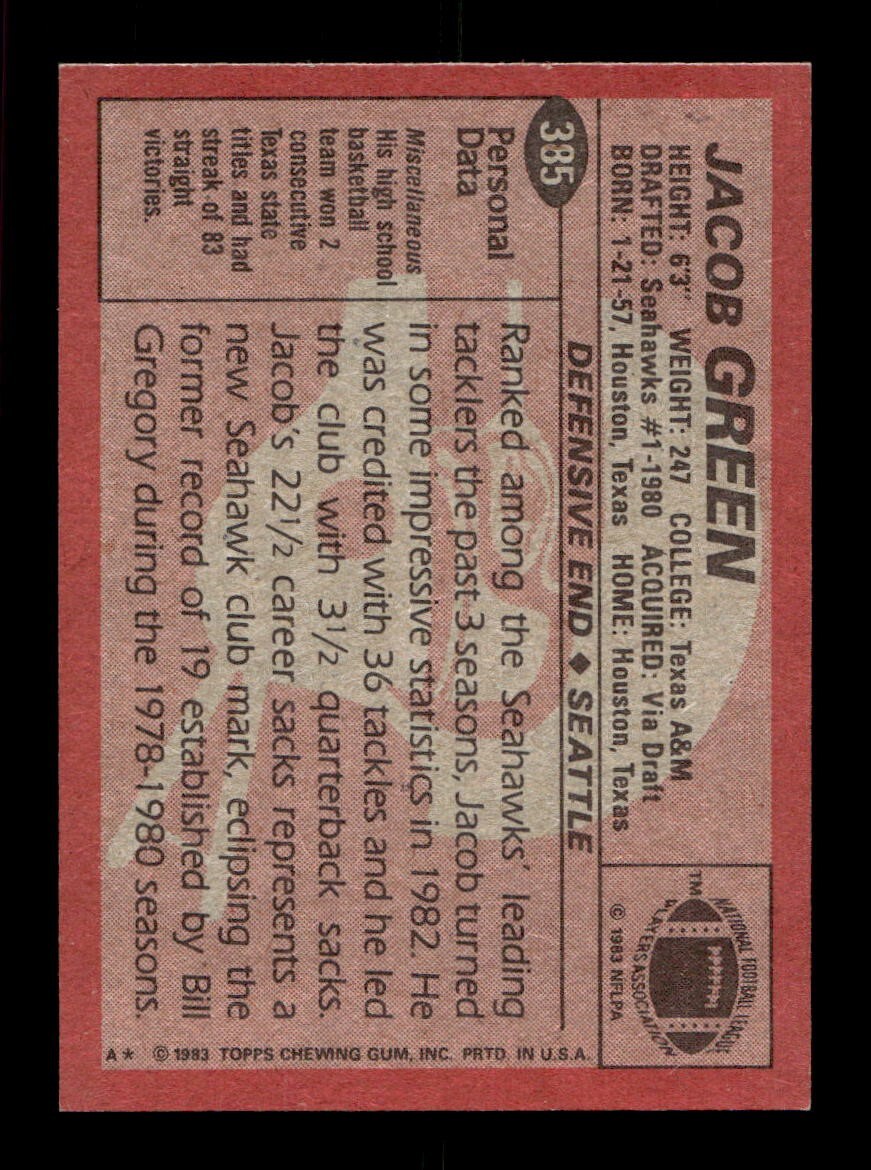 JACOB GREEN
HEIGHT: 6'3" WEIGHT: 247 COLLEGE: Texas A&M
DRAFTED: Seahawks #1-1980 ACQUIRED: Via Draft
BORN: 1-21-57, Houston, Texas HOME: Houston, Texas
NATIONAL FOOTBALL LEAGUE
PLAYERS ASSOCIATION
TM
© 1983 NFLPA
385
DEFENSIVE END ♦ SEATTLE
Personal
Data
Miscellaneous
His high school
basketball
team won 2
consecutive
Texas state
titles and had
streak of 83
straight
victories.
Ranked among the Seahawks' leading
tacklers the past 3 seasons, Jacob turned
in some impressive statistics in 1982. He
was credited with 36 tackles and he led
the club with 3½ quarterback sacks.
Jacob's 22½ career sacks represents a
new Seahawk club mark, eclipsing the
former record of 19 established by Bill
Gregory during the 1978-1980 seasons.
A* © 1983 TOPPS CHEWING GUM, INC. PRTD. IN U.S.A.